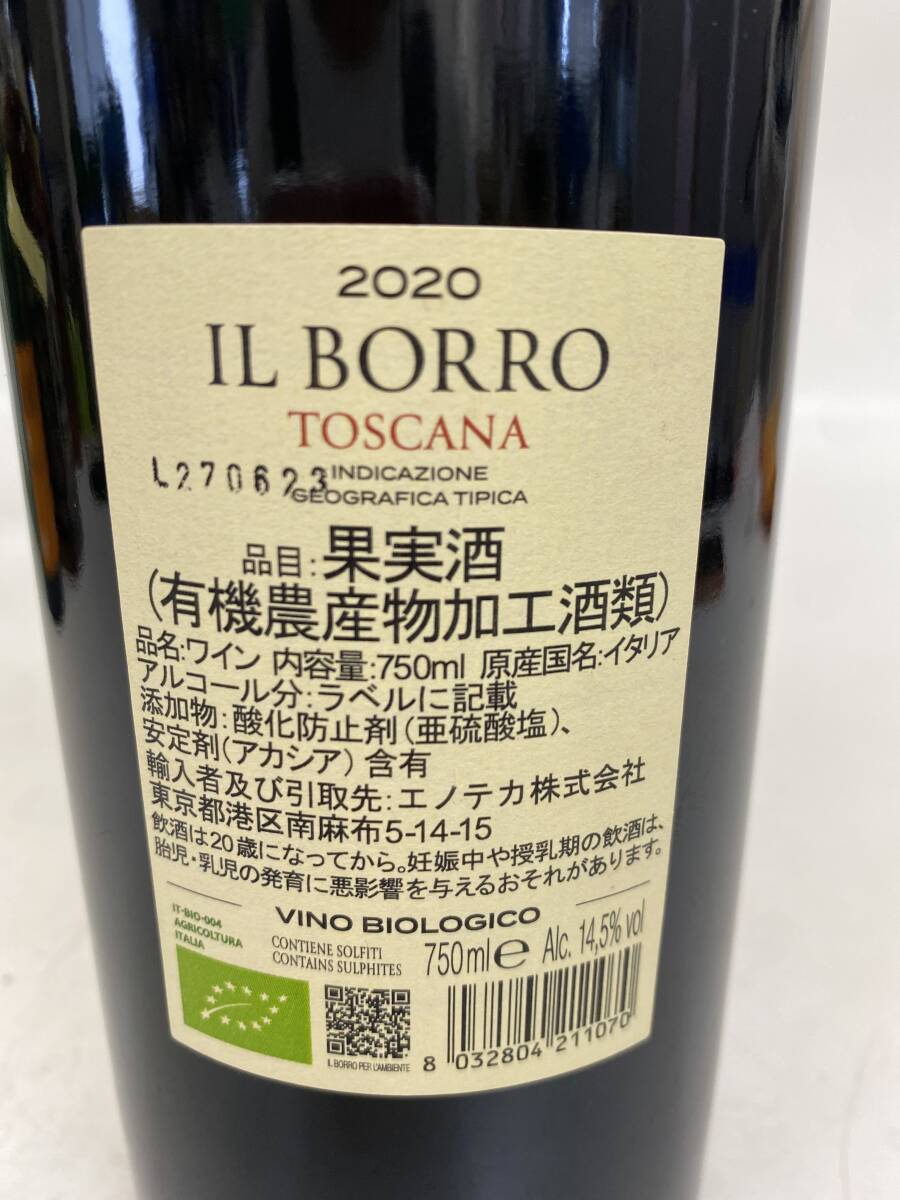 2020
IL BORRO
TOSCANA
INDICAZIONE
L270623
GEOGRAFICA TIPICA
品目:果実酒
(有機農産物加工酒類)
品名:ワイン 内容量:750ml 原産国名:イタリア
アルコール分:ラベルに記載
添加物:酸化防止剤(亜硫酸塩)、
安定剤(アカシア)含有
輸入者及び引取先:エノテカ株式会社
東京都港区南麻布5-14-15
飲酒は20歳になってから。妊娠中や授乳期の飲酒は、
胎児・乳児の発育に悪影響を与えるおそれがあります。
VINO BIOLOGICO
IT-BIO-004
AGRICOLTURA
ITALIA
CONTIENE SOLFITI
CONTAINS SULPHITES
750ml e Alc. 14,5% vol
IL BORRO PER L'AMBIENTE
8 032804 211070